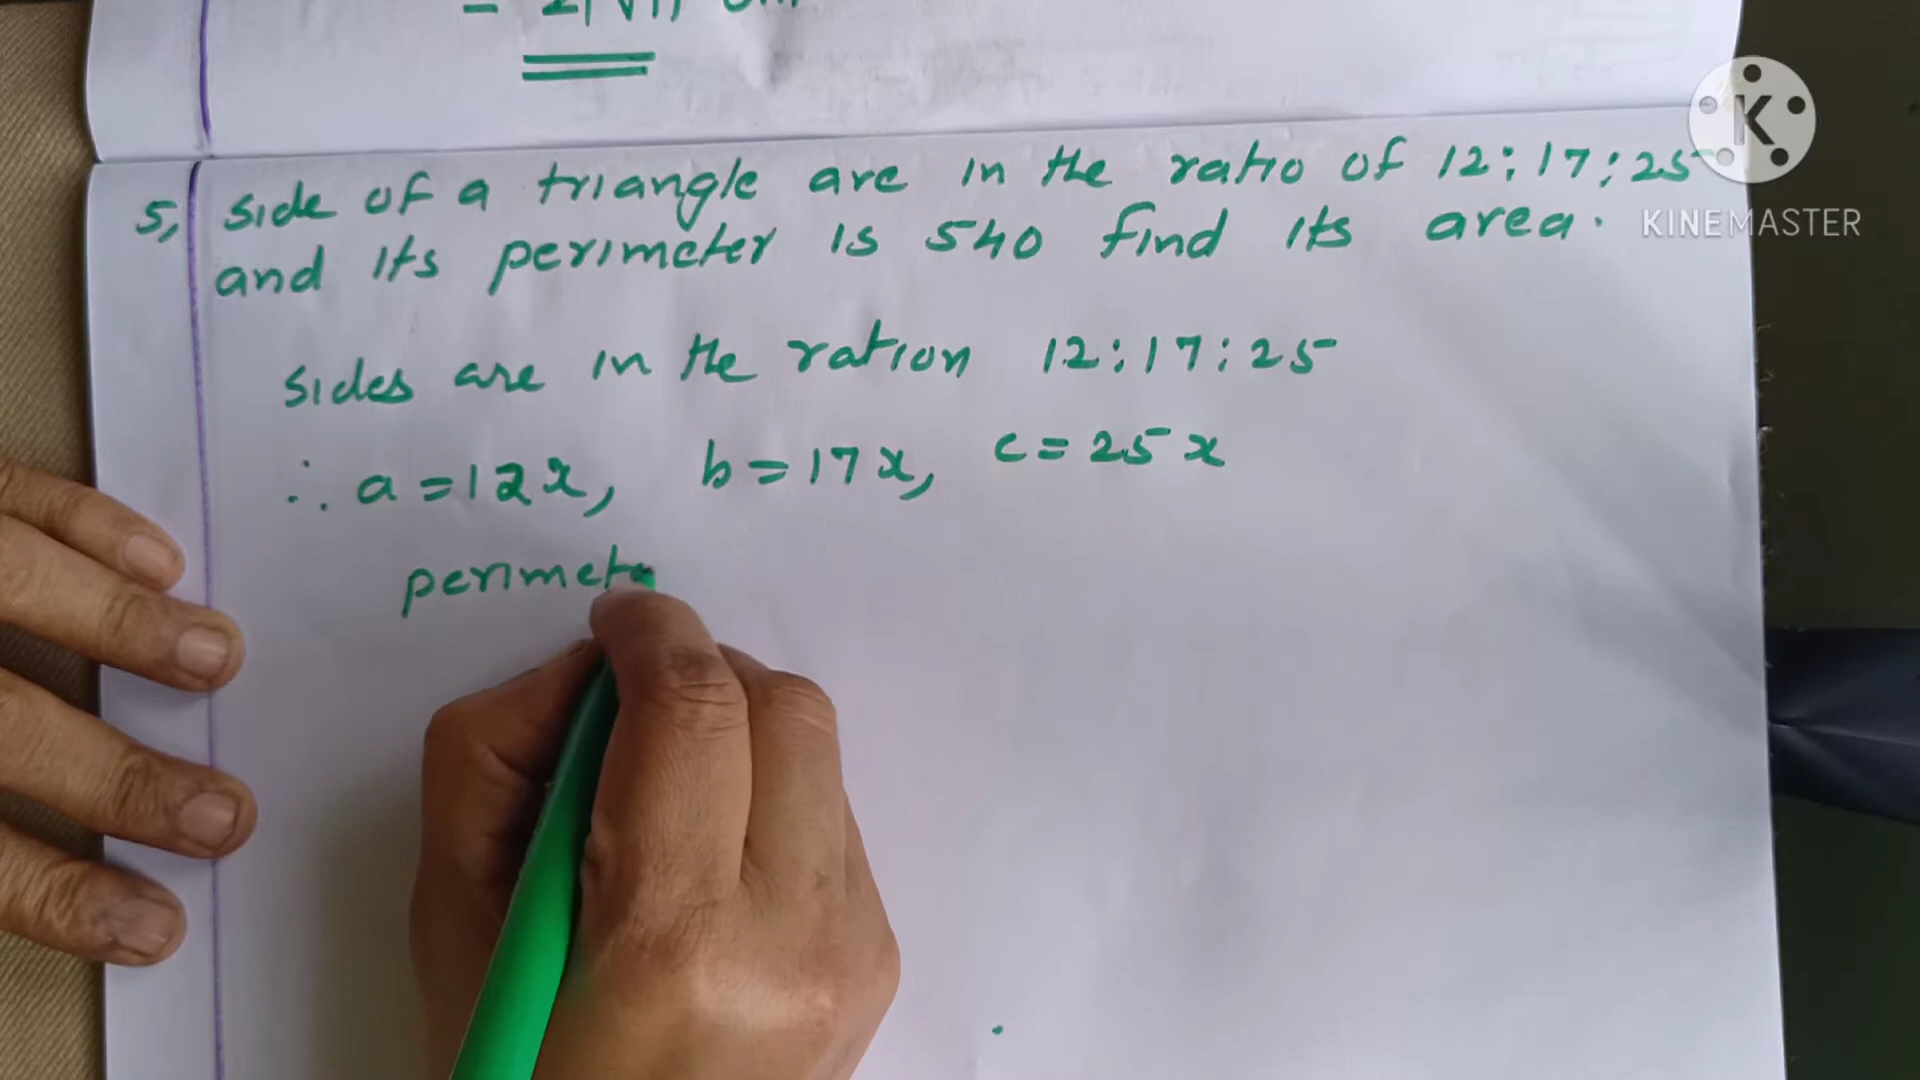 5, side of a triangle are in the ratio of 12:17:25
and its perimeter is 540 find its area.
sides are in the ration 12:17:25
∴ a=12x, b=17x, c=25x
perimete
K
KINEMASTER